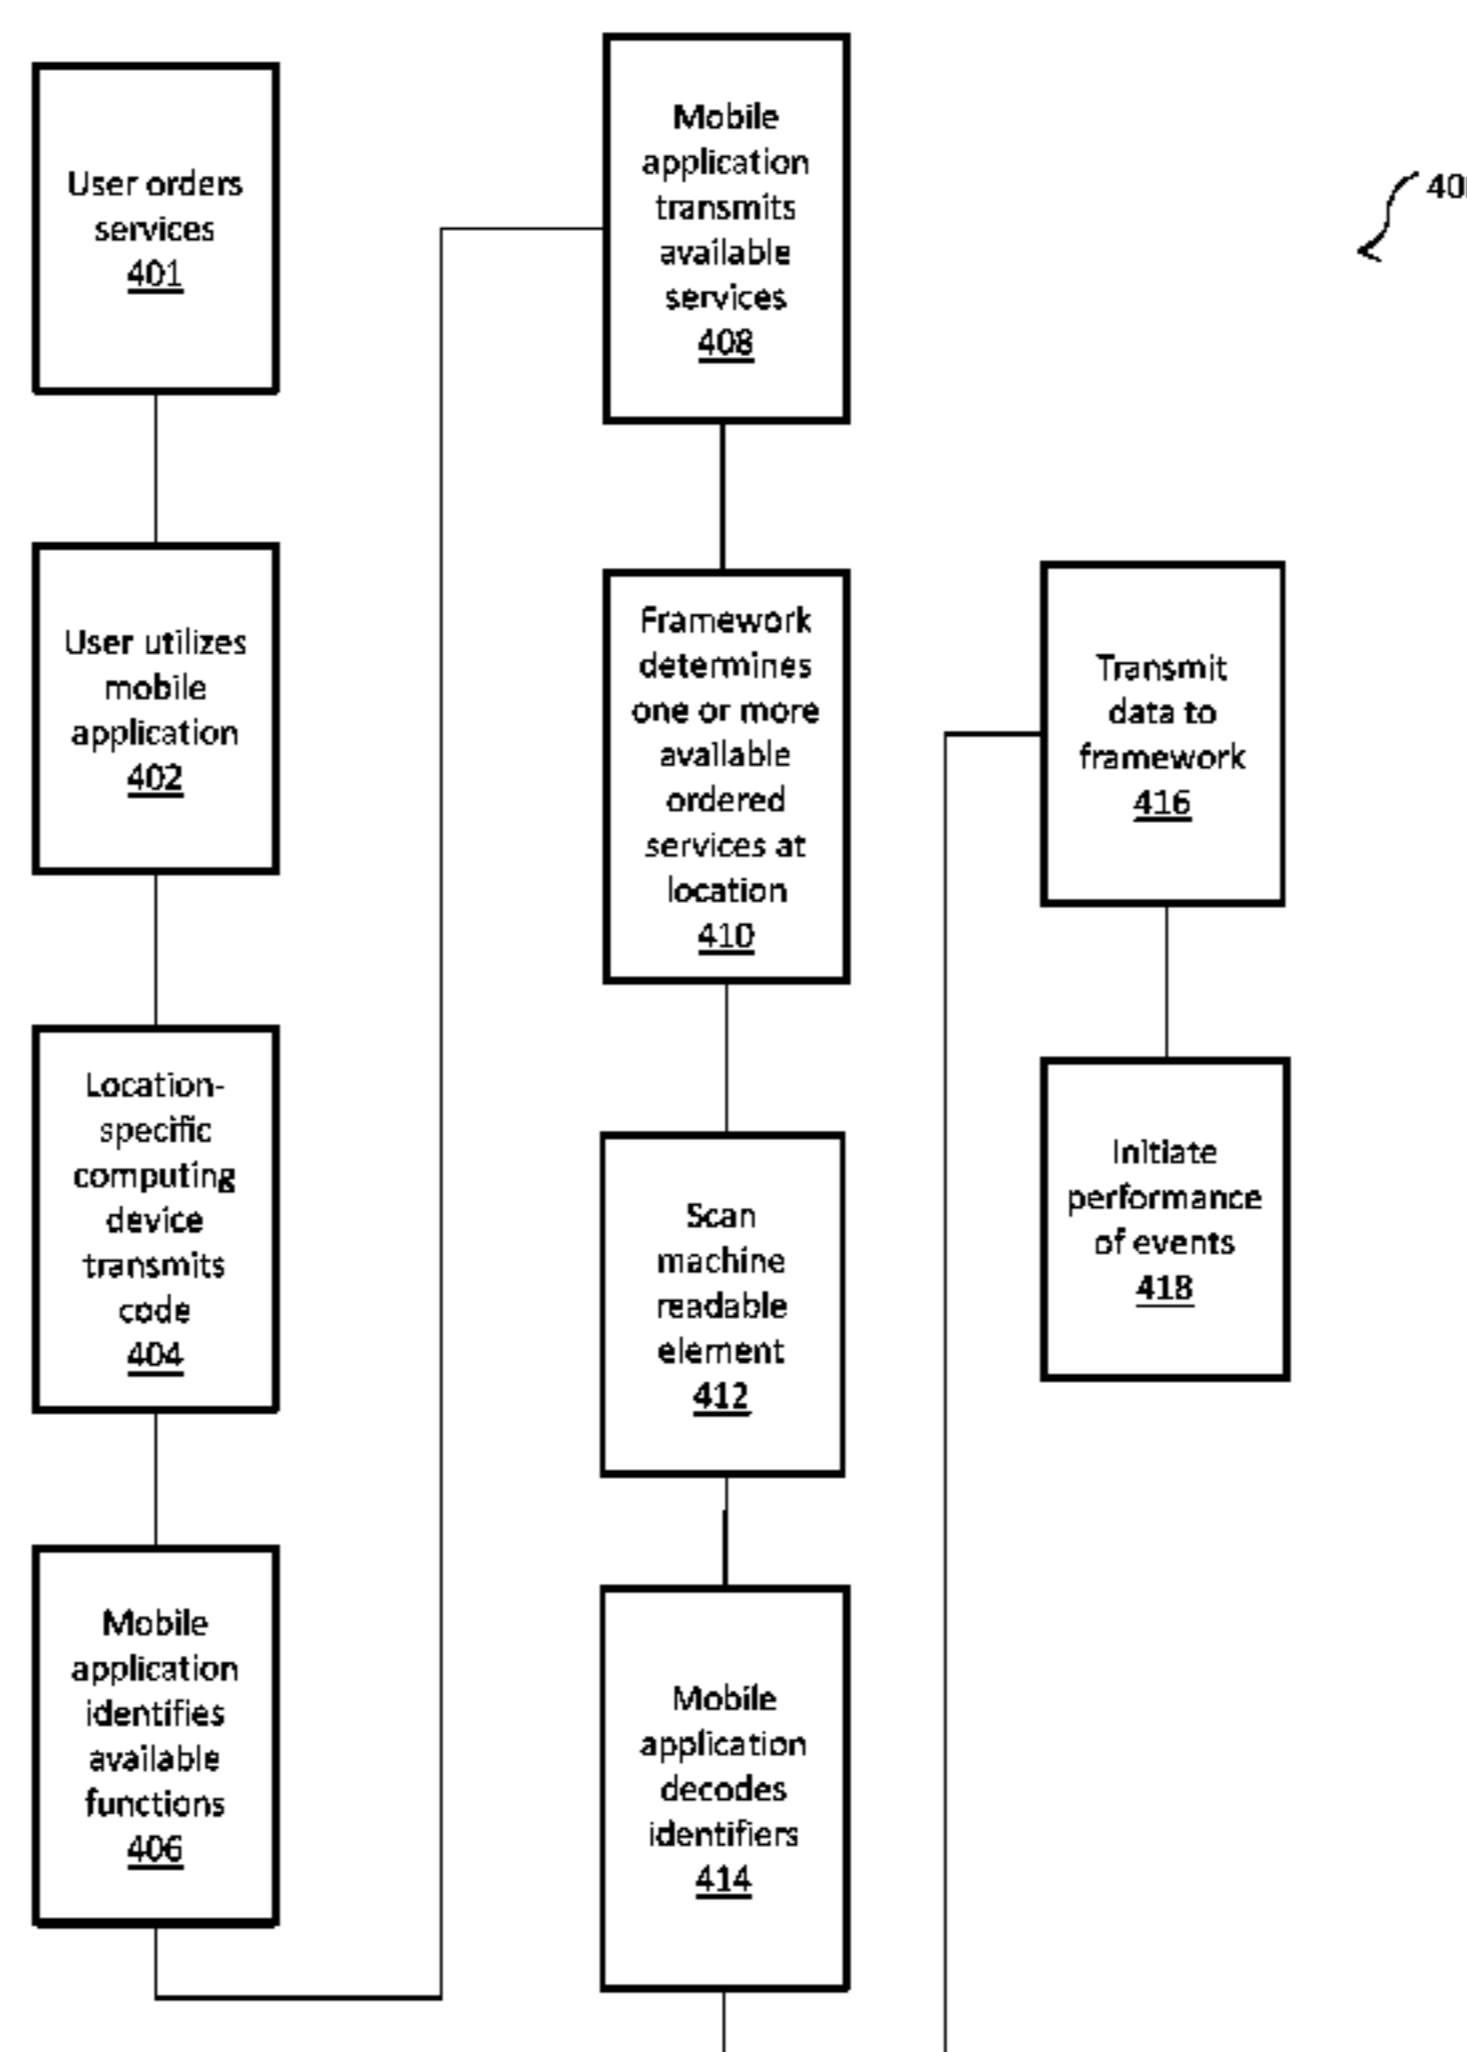 User orders
services
401
User utilizes
mobile
application
402
Location-
specific
computing
device
transmits
code
404
Mobile
application
identifies
available
functions
406
Mobile
application
transmits
available
services
408
Framework
determines
one or more
available
ordered
services at
location
410
Scan
machine
readable
element
412
Mobile
application
decodes
identifiers
414
Transmit
data to
framework
416
Initiate
performance
of events
418